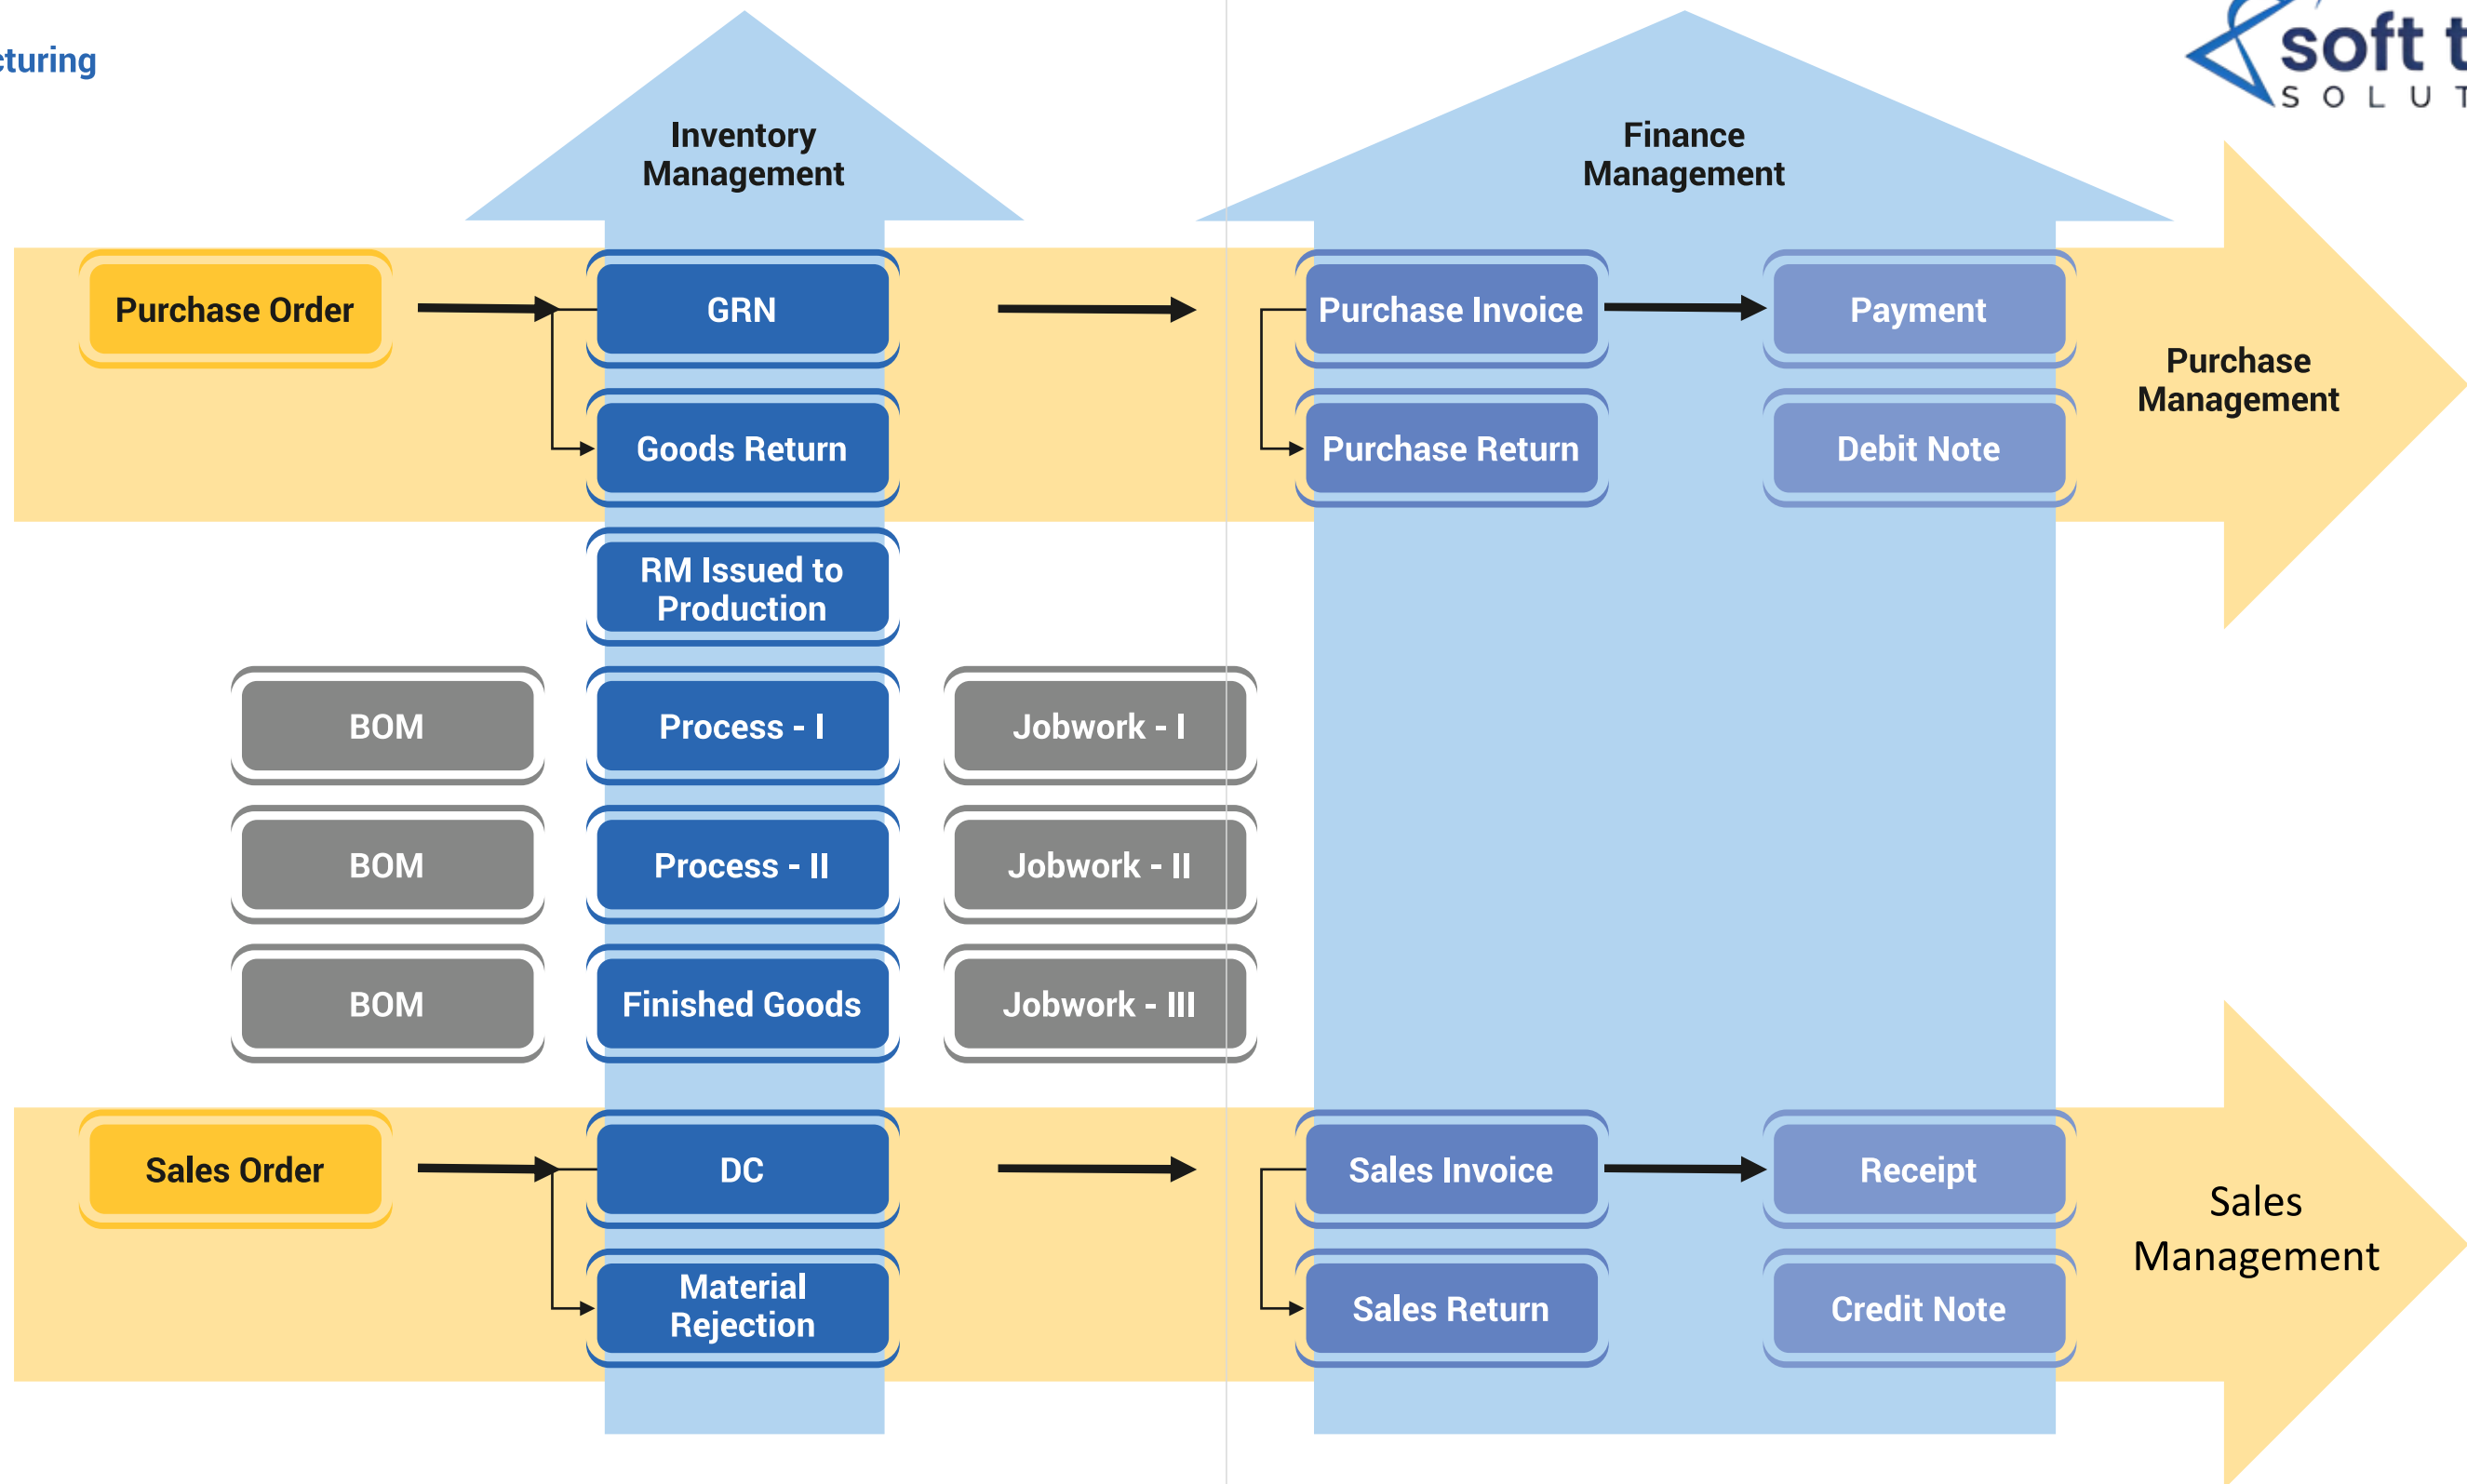 cturing
soft t
SOLUT
Inventory
Management
Finance
Management
Purchase Order
GRN
Purchase Invoice
Payment
Purchase
Management
Goods Return
Purchase Return
Debit Note
RM Issued to
Production
BOM
Process - I
Jobwork - I
BOM
Process - II
Jobwork - II
BOM
Finished Goods
Jobwork - III
Sales Order
DC
Sales Invoice
Receipt
Sales
Management
Material
Rejection
Sales Return
Credit Note